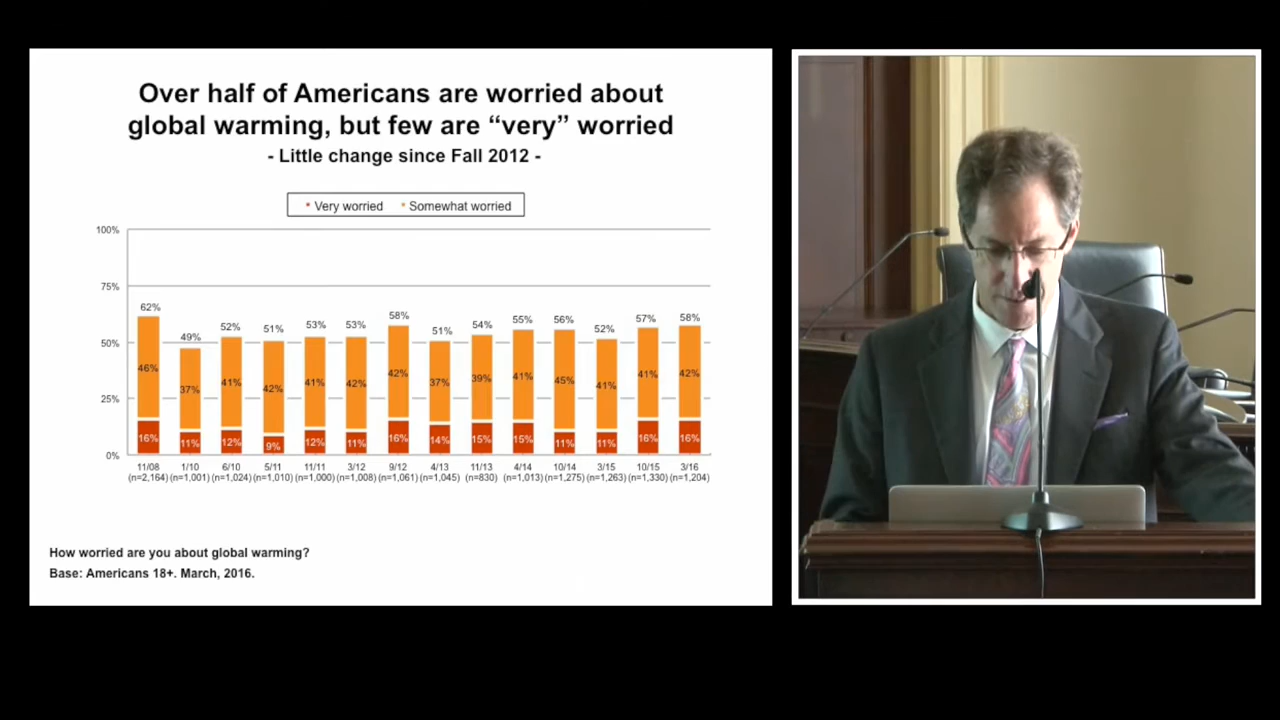 Over half of Americans are worried about
global warming, but few are “very” worried
- Little change since Fall 2012 -
* Very worried * Somewhat worried
100%
75%
50%
25%
0%
62% 49% 52% 51% 53% 53% 58% 51% 54% 55% 56% 52% 57% 58%
46% 37% 41% 42% 41% 42% 42% 37% 39% 41% 45% 41% 41% 42%
16% 11% 12% 9% 12% 11% 16% 14% 15% 15% 11% 11% 16% 16%
11/08 1/10 6/10 5/11 11/11 3/12 9/12 4/13 11/13 4/14 10/14 3/15 10/15 3/16
(n=2,164) (n=1,001) (n=1,024) (n=1,010) (n=1,000) (n=1,008) (n=1,061) (n=1,045) (n=830) (n=1,013) (n=1,275) (n=1,263) (n=1,330) (n=1,204)
How worried are you about global warming?
Base: Americans 18+. March, 2016.